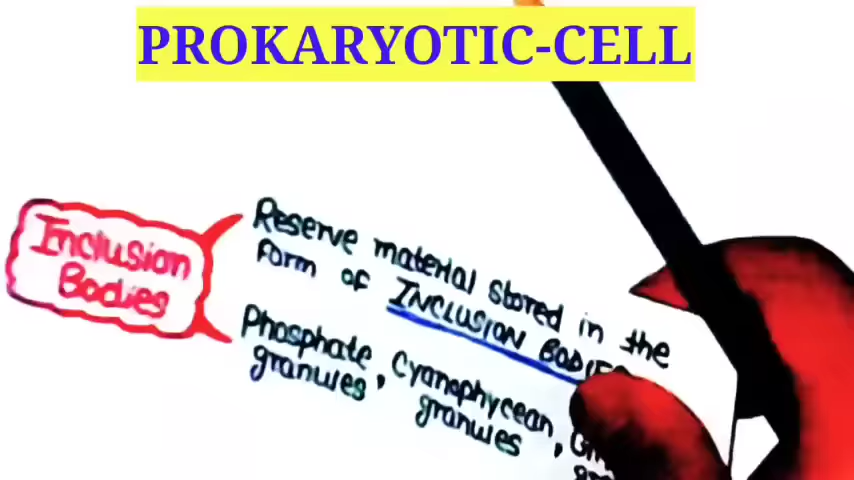 PROKARYOTIC-CELL
Inclusion
Bodies
Reserve material stored in the
form of INCLUSION
Phosphate, Cyanophycean,
granules granules